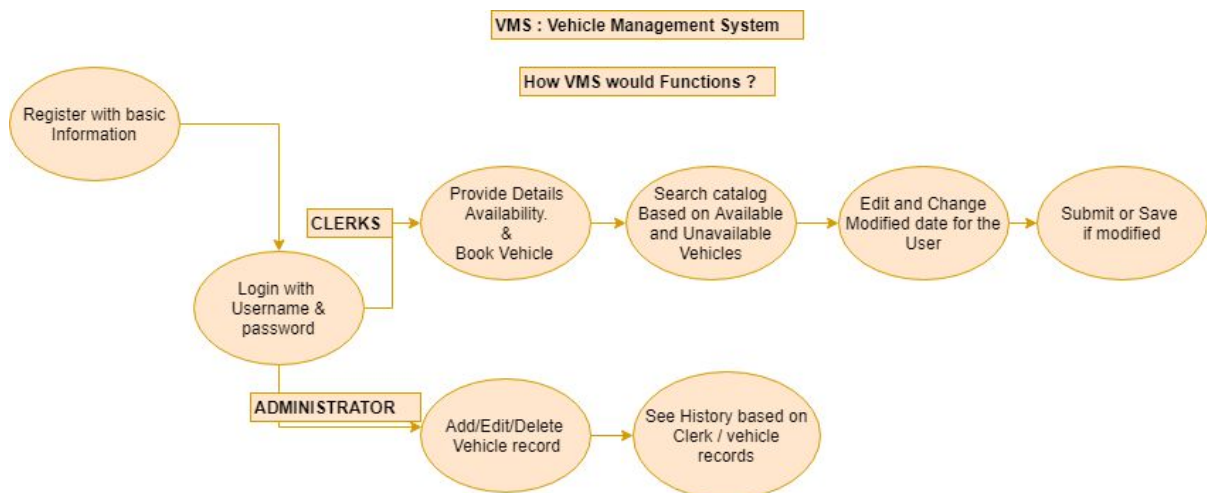 VMS : Vehicle Management System
How VMS would Functions ?
Register with basic
Information
CLERKS
Provide Details
Availability.
&
Book Vehicle
Search catalog
Based on Available
and Unavailable
Vehicles
Edit and Change
Modified date for the
User
Submit or Save
if modified
Login with
Username &
password
ADMINISTRATOR
Add/Edit/Delete
Vehicle record
See History based on
Clerk / vehicle
records